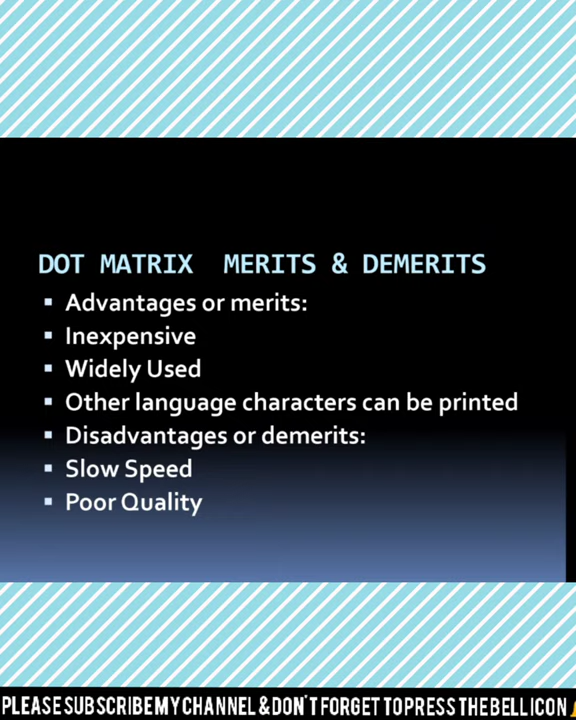 DOT MATRIX MERITS & DEMERITS
▪ Advantages or merits:
▪ Inexpensive
▪ Widely Used
▪ Other language characters can be printed
▪ Disadvantages or demerits:
▪ Slow Speed
▪ Poor Quality
PLEASE SUBSCRIBE MY CHANNEL & DON'T FORGET TO PRESS THE BELL ICON